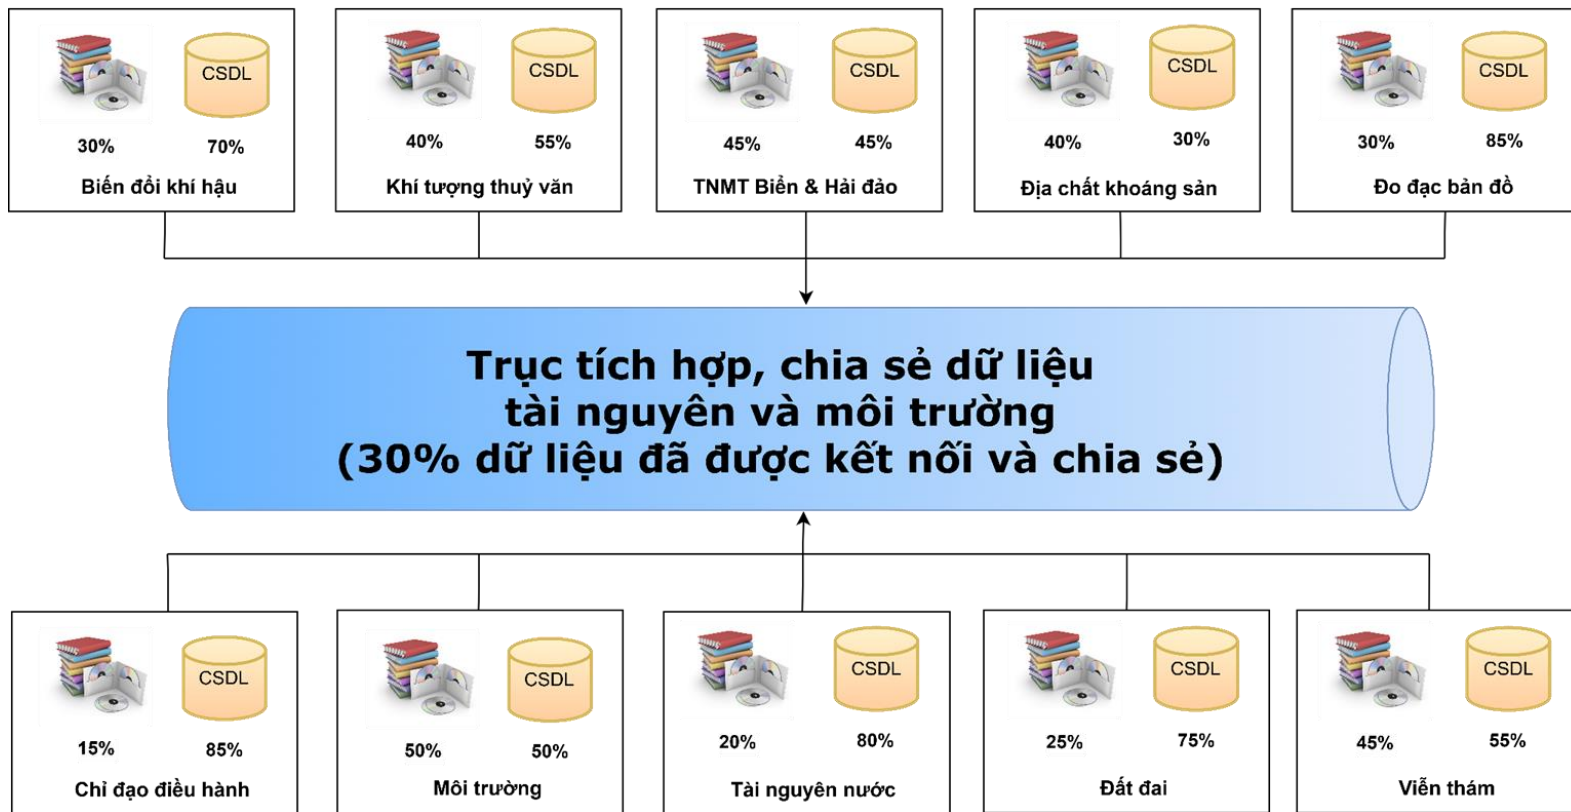 CSDL
30% 70%
Biến đổi khí hậu
CSDL
40% 55%
Khí tượng thuỷ văn
CSDL
45% 45%
TNMT Biển & Hải đảo
CSDL
40% 30%
Địa chất khoáng sản
CSDL
30% 85%
Đo đạc bản đồ
Trục tích hợp, chia sẻ dữ liệu
tài nguyên và môi trường
(30% dữ liệu đã được kết nối và chia sẻ)
CSDL
15% 85%
Chỉ đạo điều hành
CSDL
50% 50%
Môi trường
CSDL
20% 80%
Tài nguyên nước
CSDL
25% 75%
Đất đai
CSDL
45% 55%
Viễn thám